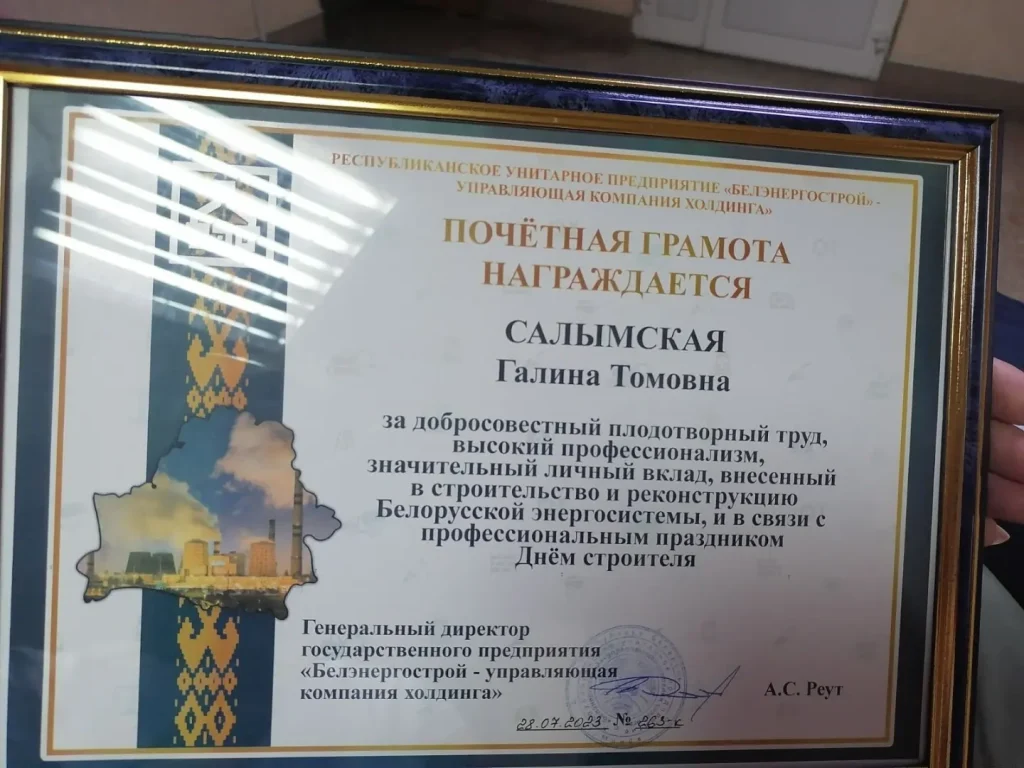 РЕСПУБЛИКАНСКОЕ УНИТАРНОЕ ПРЕДПРИЯТИЕ «БЕЛЭНЕРГОСТРОЙ» -
УПРАВЛЯЮЩАЯ КОМПАНИЯ ХОЛДИНГА»
ПОЧЁТНАЯ ГРАМОТА
НАГРАЖДАЕТСЯ
САЛЫМСКАЯ
Галина Томовна
за добросовестный плодотворный труд,
высокий профессионализм,
значительный личный вклад, внесенный
в строительство и реконструкцию
Белорусской энергосистемы, и в связи с
профессиональным праздником
Днём строителя
Генеральный директор
государственного предприятия
«Белэнергострой - управляющая
компания холдинга»
А.С. Реут
28.07.2023 № 263-к